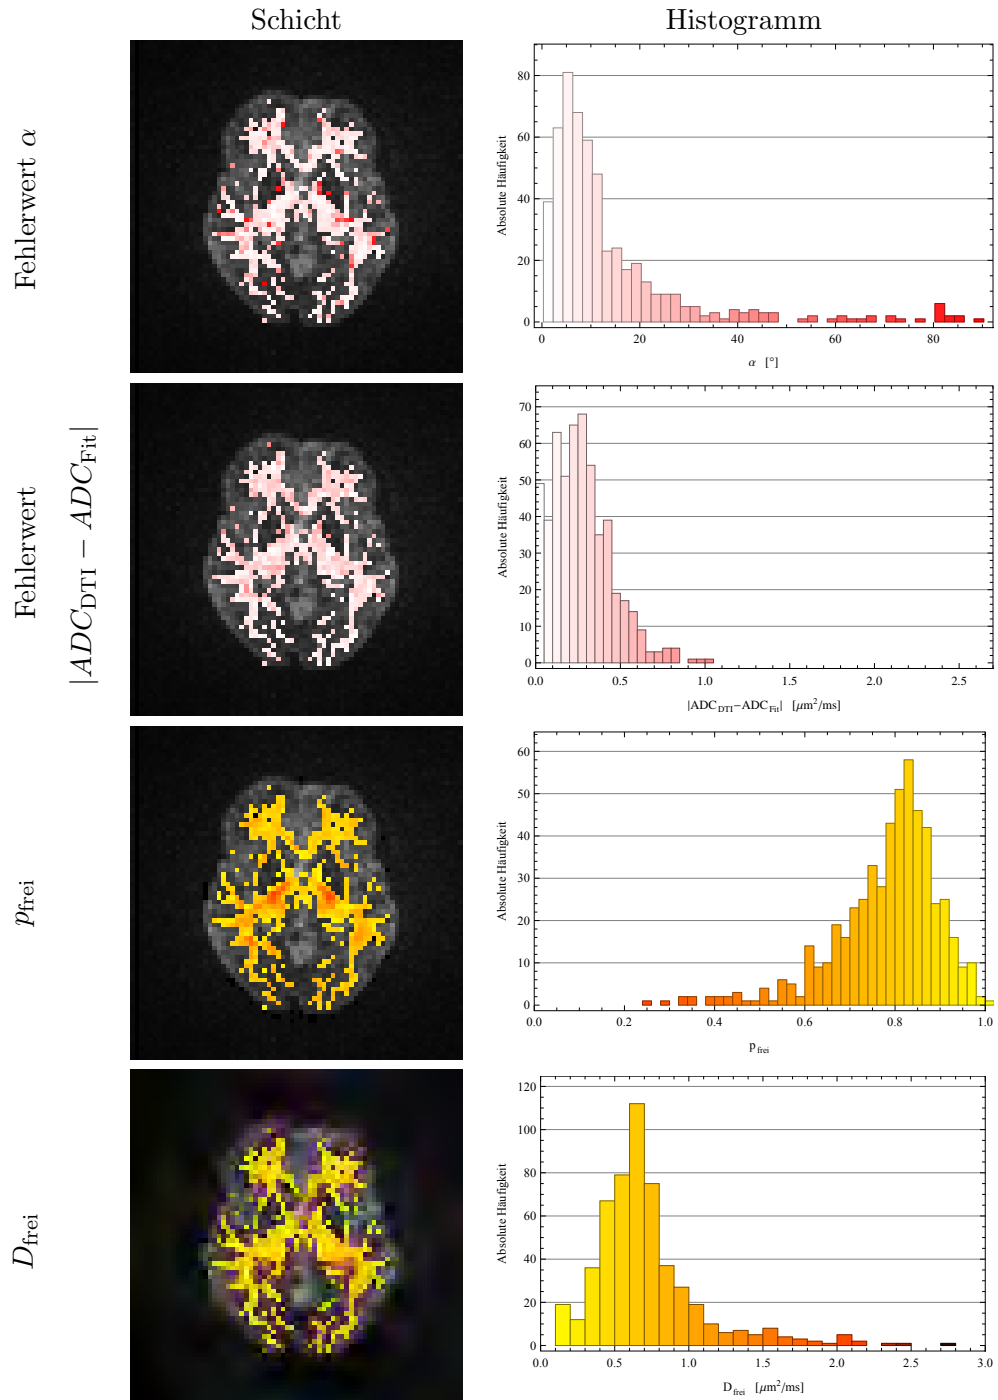 Schicht
Histogramm
Fehlerwert α
Absolute Häufigkeit
80
60
40
20
0
0 20 40 60 80
α [°]
Fehlerwert
|ADC_DTI − ADC_Fit|
Absolute Häufigkeit
70
60
50
40
30
20
10
0
0.0 0.5 1.0 1.5 2.0 2.5
|ADC_DTI−ADC_Fit| [μm²/ms]
p_frei
Absolute Häufigkeit
60
50
40
30
20
10
0
0.0 0.2 0.4 0.6 0.8 1.0
p_frei
D_frei
Absolute Häufigkeit
120
100
80
60
40
20
0
0.0 0.5 1.0 1.5 2.0 2.5 3.0
D_frei [μm²/ms]